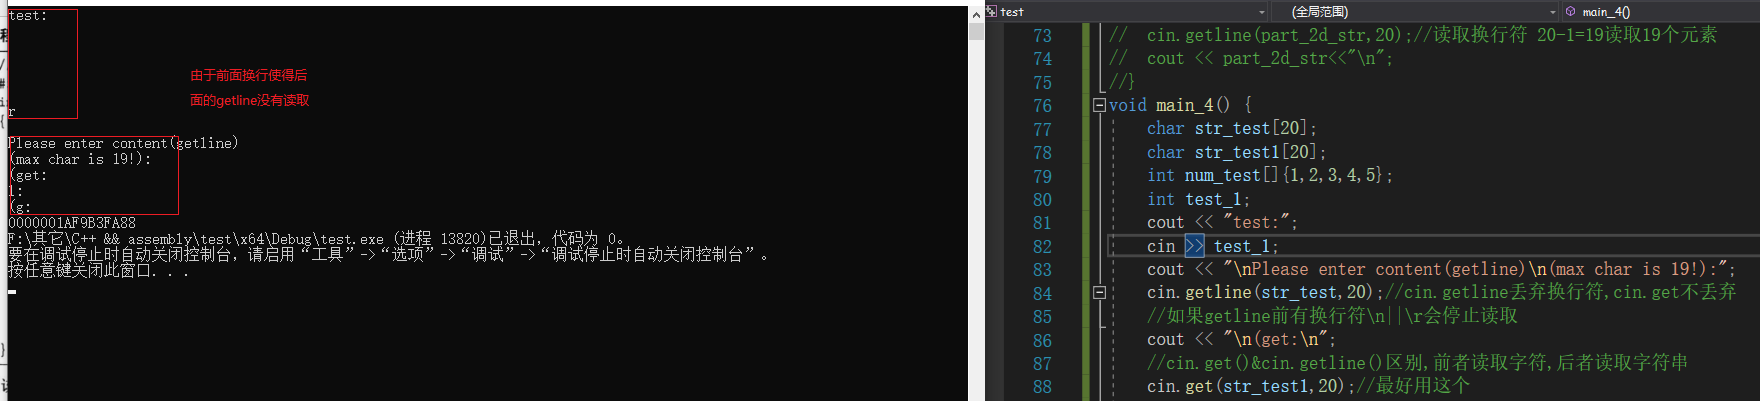 test:
r
由于前面换行使得后
面的getline没有读取
Please enter content(getline)
(max char is 19!):
(get:
l:
(g:
0000001AF9B3FA88
F:\其它\C++ && assembly\test\x64\Debug\test.exe (进程 13820)已退出，代码为 0。
要在调试停止时自动关闭控制台，请启用“工具”->“选项”->“调试”->“调试停止时自动关闭控制台”。
按任意键关闭此窗口. . .
test
(全局范围)
main_4()
73 // cin.getline(part_2d_str,20);//读取换行符 20-1=19读取19个元素
74 // cout << part_2d_str<<"\n";
75 //}
76 void main_4() {
77 char str_test[20];
78 char str_test1[20];
79 int num_test[]{1,2,3,4,5};
80 int test_1;
81 cout << "test:";
82 cin >> test_1;
83 cout << "\nPlease enter content(getline)\n(max char is 19!):";
84 cin.getline(str_test,20);//cin.getline丢弃换行符,cin.get不丢弃
85 //如果getline前有换行符\n||\r会停止读取
86 cout << "\n(get:\n";
87 //cin.get()&cin.getline()区别,前者读取字符,后者读取字符串
88 cin.get(str_test1,20);//最好用这个